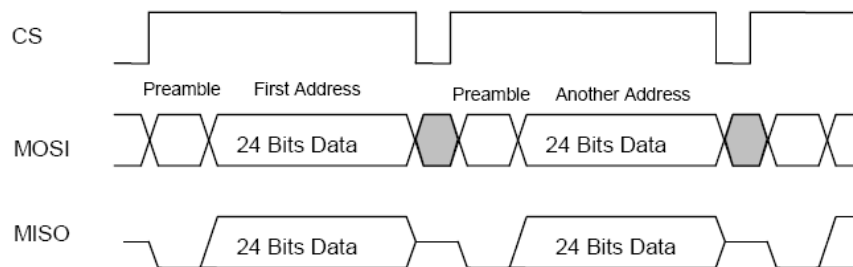 CS
Preamble First Address Preamble Another Address
MOSI 24 Bits Data 24 Bits Data
MISO 24 Bits Data 24 Bits Data